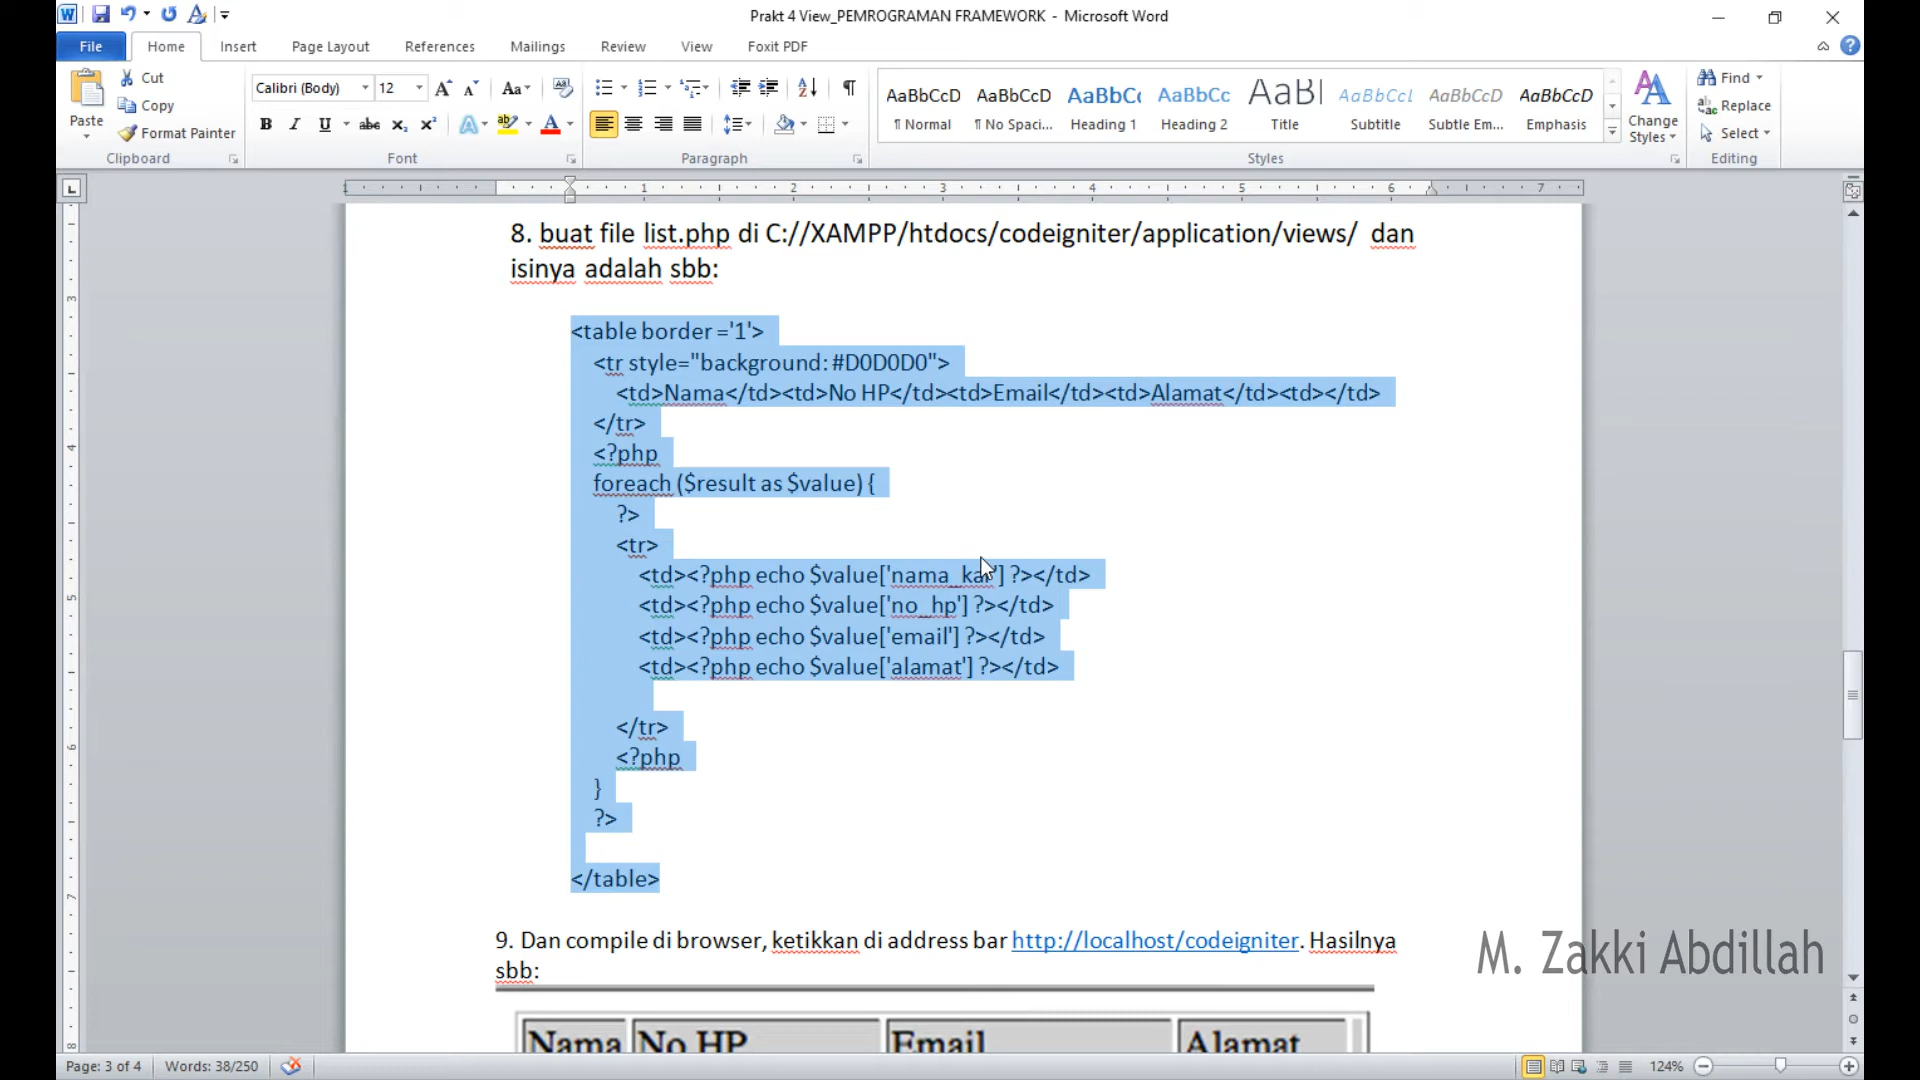 Prakt 4 View_PEMROGRAMAN FRAMEWORK - Microsoft Word
File Home Insert Page Layout References Mailings Review View Foxit PDF
Paste
Cut
Copy
Format Painter
Clipboard
Calibri (Body) 12
Font
Paragraph
AaBbCcD AaBbCcD AaBbCc AaBbCc AaBl AaBbCcL AaBbCcD AaBbCcD
¶ Normal ¶ No Spaci... Heading 1 Heading 2 Title Subtitle Subtle Em... Emphasis
Change Styles
Styles
Find
Replace
Select
Editing
8. buat file list.php di C://XAMPP/htdocs/codeigniter/application/views/ dan
isinya adalah sbb:
<table border ='1'>
<tr style="background: #D0D0D0">
<td>Nama</td><td>No HP</td><td>Email</td><td>Alamat</td><td></td>
</tr>
<?php
foreach ($result as $value) {
?>
<tr>
<td><?php echo $value['nama_kar'] ?></td>
<td><?php echo $value['no_hp'] ?></td>
<td><?php echo $value['email'] ?></td>
<td><?php echo $value['alamat'] ?></td>
</tr>
<?php
}
?>
</table>
9. Dan compile di browser, ketikkan di address bar http://localhost/codeigniter. Hasilnya
sbb:
Nama No HP Email Alamat
M. Zakki Abdillah
Page: 3 of 4 Words: 38/250 124%